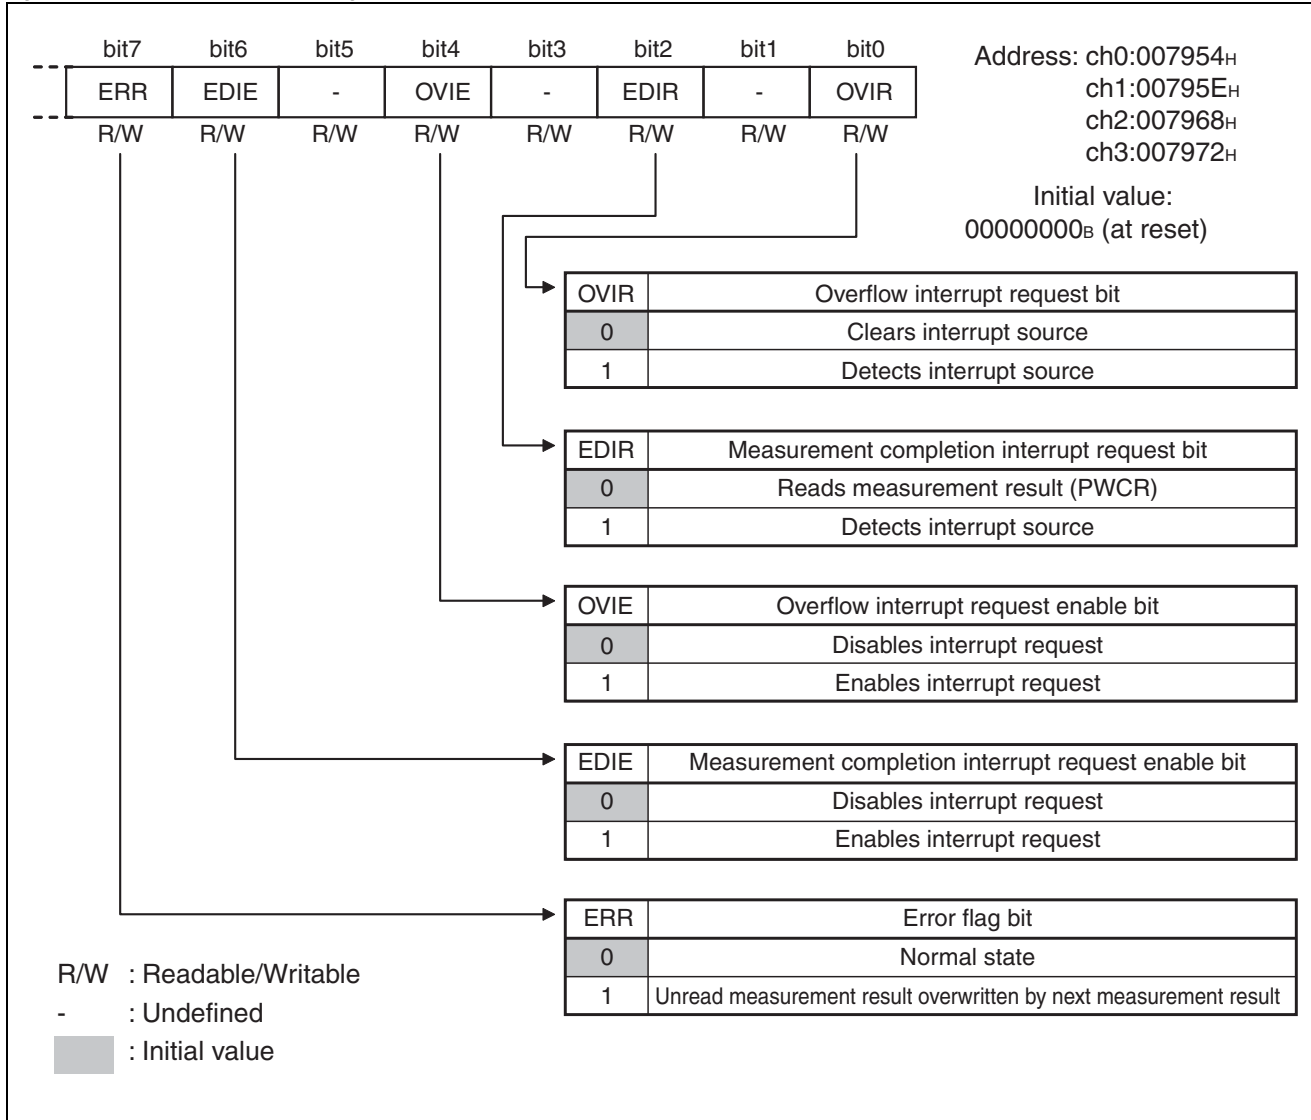 bit7 bit6 bit5 bit4 bit3 bit2 bit1 bit0
ERR EDIE - OVIE - EDIR - OVIR
R/W R/W R/W R/W R/W R/W R/W R/W
Address: ch0:007954H
ch1:00795EH
ch2:007968H
ch3:007972H
Initial value:
00000000B (at reset)
OVIR Overflow interrupt request bit
0 Clears interrupt source
1 Detects interrupt source
EDIR Measurement completion interrupt request bit
0 Reads measurement result (PWCR)
1 Detects interrupt source
OVIE Overflow interrupt request enable bit
0 Disables interrupt request
1 Enables interrupt request
EDIE Measurement completion interrupt request enable bit
0 Disables interrupt request
1 Enables interrupt request
ERR Error flag bit
0 Normal state
1 Unread measurement result overwritten by next measurement result
R/W : Readable/Writable
- : Undefined
: Initial value